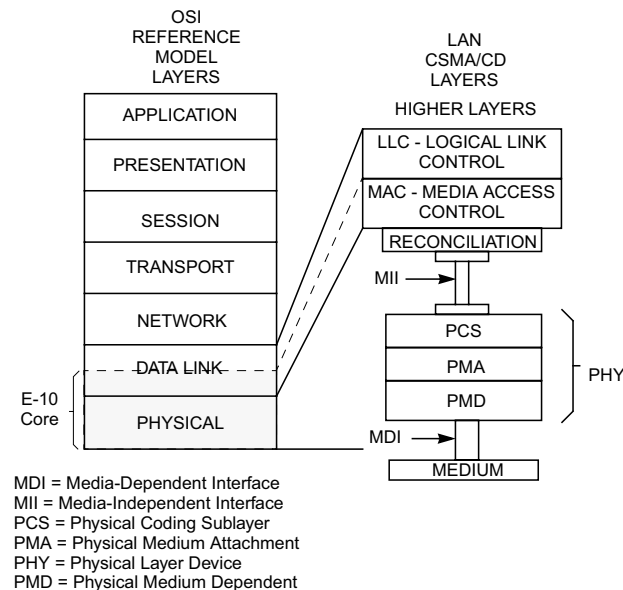 OSI
REFERENCE
MODEL
LAYERS
APPLICATION
PRESENTATION
SESSION
TRANSPORT
NETWORK
DATA LINK
PHYSICAL
E-10
Core
LAN
CSMA/CD
LAYERS
HIGHER LAYERS
LLC - LOGICAL LINK
CONTROL
MAC - MEDIA ACCESS
CONTROL
RECONCILIATION
MII
PCS
PMA
PMD
PHY
MDI
MEDIUM
MDI = Media-Dependent Interface
MII = Media-Independent Interface
PCS = Physical Coding Sublayer
PMA = Physical Medium Attachment
PHY = Physical Layer Device
PMD = Physical Medium Dependent